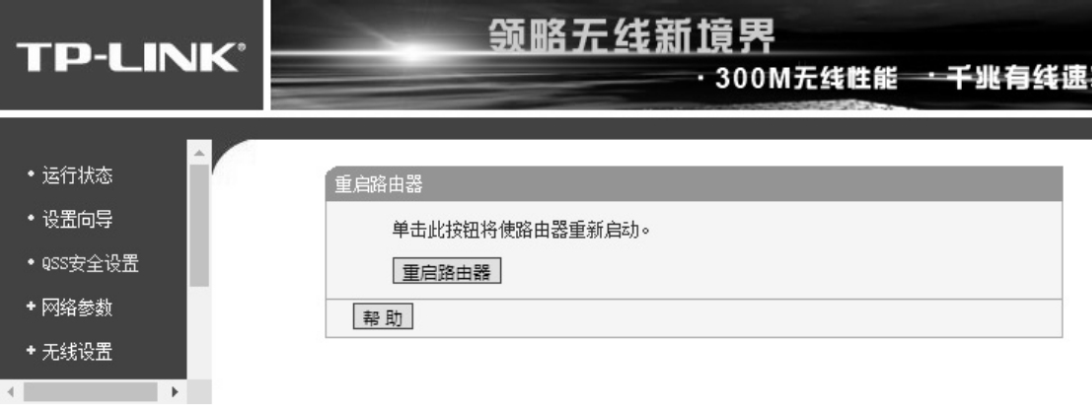 TP-LINK®
领略无线新境界
·300M无线性能 ·千兆有线速
• 运行状态
• 设置向导
• QSS安全设置
+ 网络参数
+ 无线设置
重启路由器
单击此按钮将使路由器重新启动。
重启路由器
帮 助